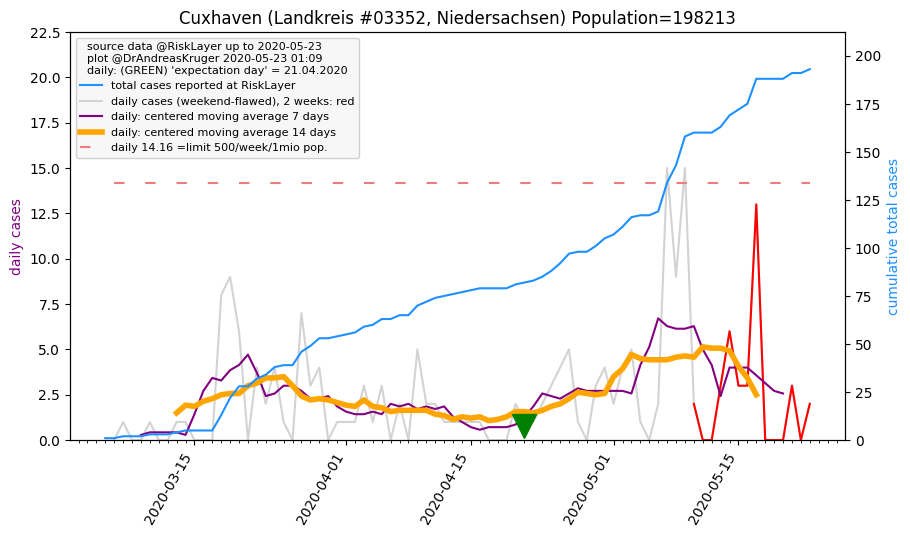 Cuxhaven (Landkreis #03352, Niedersachsen) Population=198213
source data @RiskLayer up to 2020-05-23
plot @DrAndreasKruger 2020-05-23 01:09
daily: (GREEN) 'expectation day' = 21.04.2020
total cases reported at RiskLayer
daily cases (weekend-flawed), 2 weeks: red
daily: centered moving average 7 days
daily: centered moving average 14 days
daily 14.16 =limit 500/week/1mio pop.
daily cases
22.5
20.0
17.5
15.0
12.5
10.0
7.5
5.0
2.5
0.0
cumulative total cases
200
175
150
125
100
75
50
25
0
2020-03-15
2020-04-01
2020-04-15
2020-05-01
2020-05-15